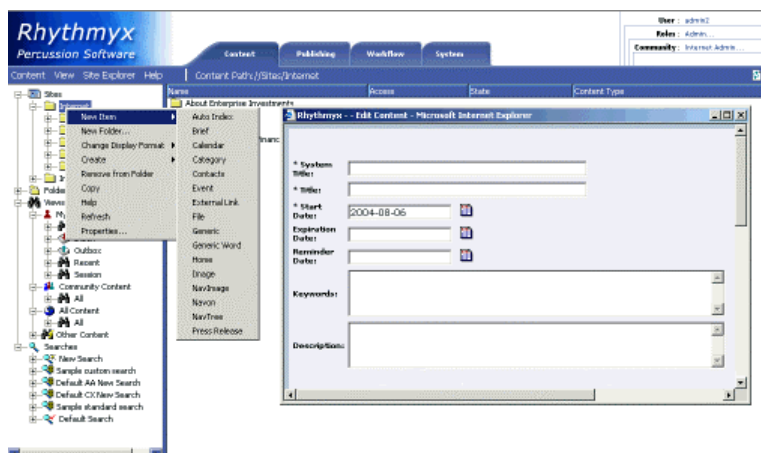 Rhythmyx
Percussion Software
Content Publishing Workflow System
User : admin2
Roles : Admin...
Community : Internet Admin...
Content View Site Explorer Help
Content Path://Sites/Internet
Name Access State Content Type
Sites
Internet
About Enterprise Investments
New Item
New Folder...
Change Display Format
Create
Remove from Folder
Copy
Help
Refresh
Properties...
Auto Index
Brief
Calendar
Category
Contacts
Event
External Link
File
Generic
Generic Word
Home
Image
NavImage
Navon
NavTree
Press Release
Views
Outbox
Recent
Session
Community Content
All
All Content
All
Other Content
Searches
New Search
Sample custom search
Default AA New Search
Default CX New Search
Sample standard search
Default Search
Rhythmyx - - Edit Content - Microsoft Internet Explorer
* System
Title:
* Title:
* Start
Date:
2004-08-06
Expiration
Date:
Reminder
Date:
Keywords:
Description: